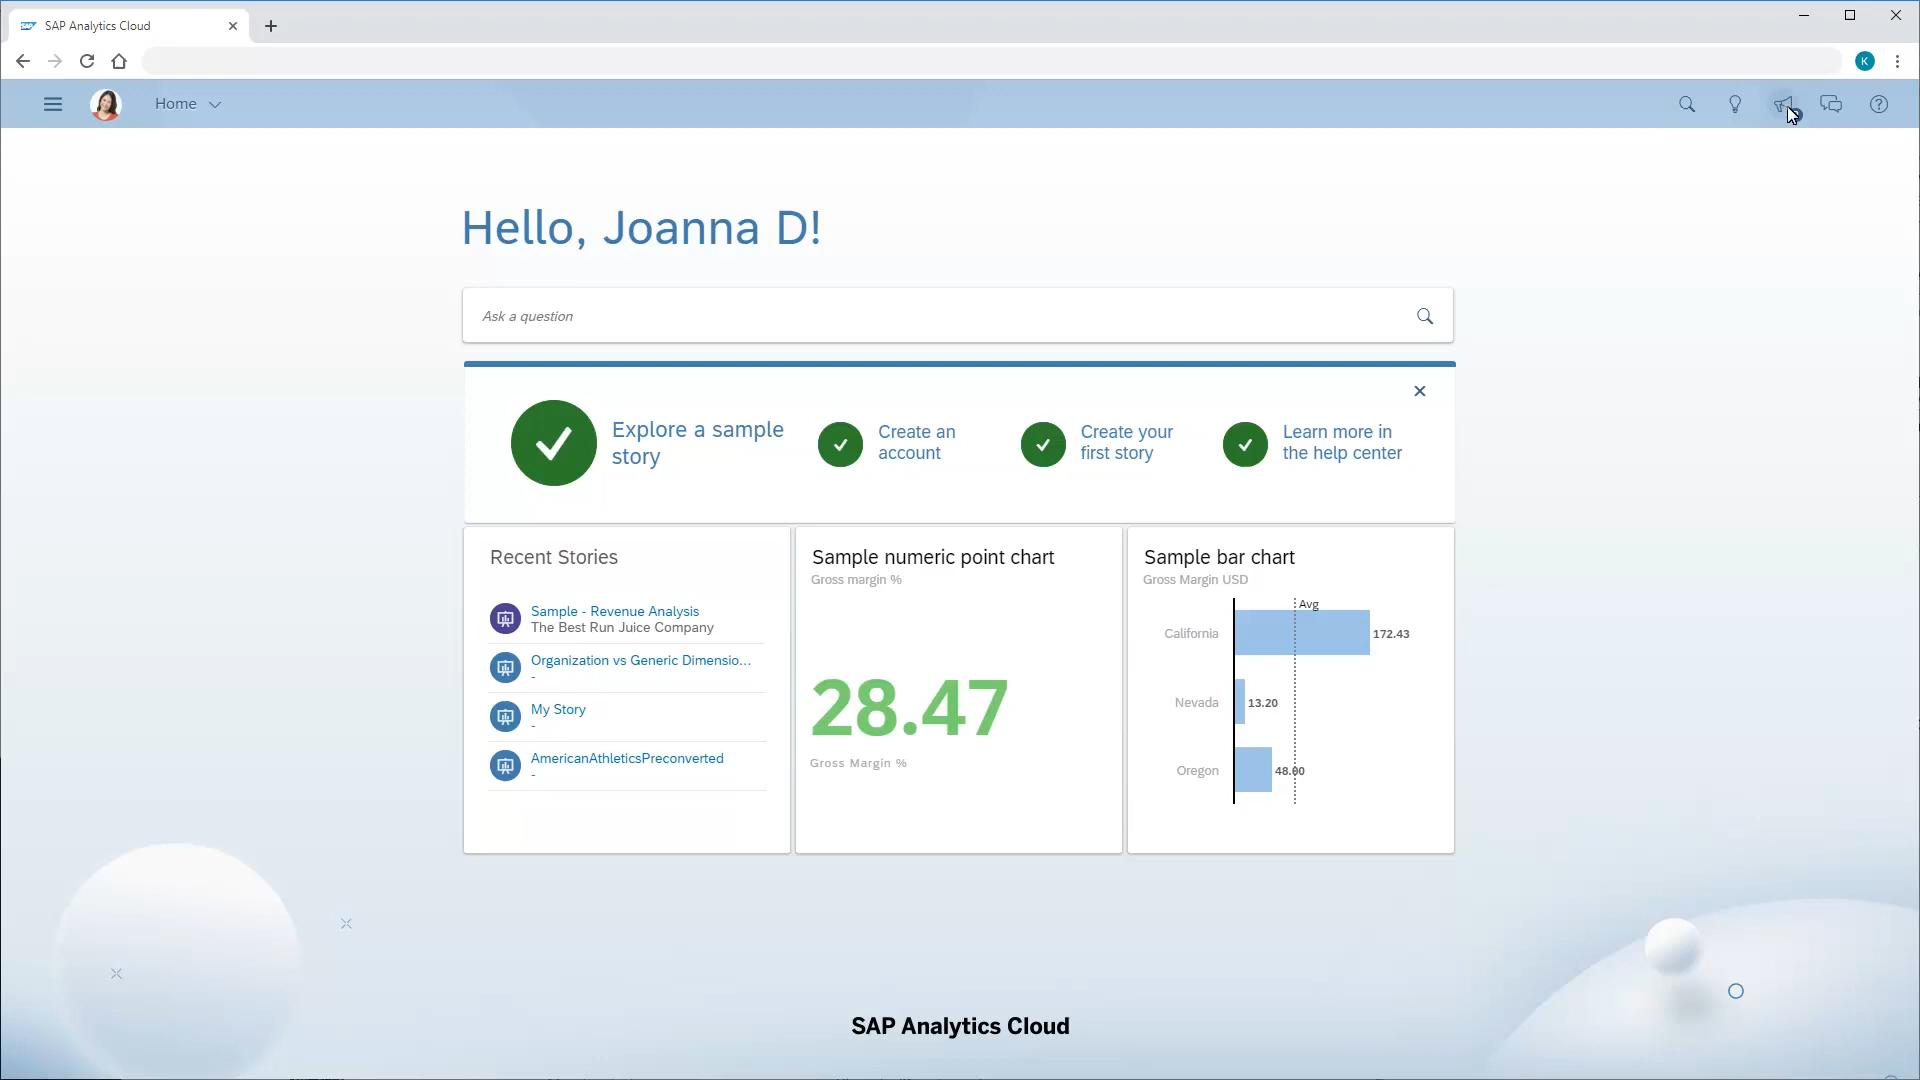 SAP Analytics Cloud
K
Home
Hello, Joanna D!
Ask a question
Explore a sample
story
Create an
account
Create your
first story
Learn more in
the help center
Recent Stories
Sample - Revenue Analysis
The Best Run Juice Company
Organization vs Generic Dimensio...
-
My Story
-
AmericanAthleticsPreconverted
-
Sample numeric point chart
Gross margin %
28.47
Gross Margin %
Sample bar chart
Gross Margin USD
Avg
California 172.43
Nevada 13.20
Oregon 48.00
SAP Analytics Cloud